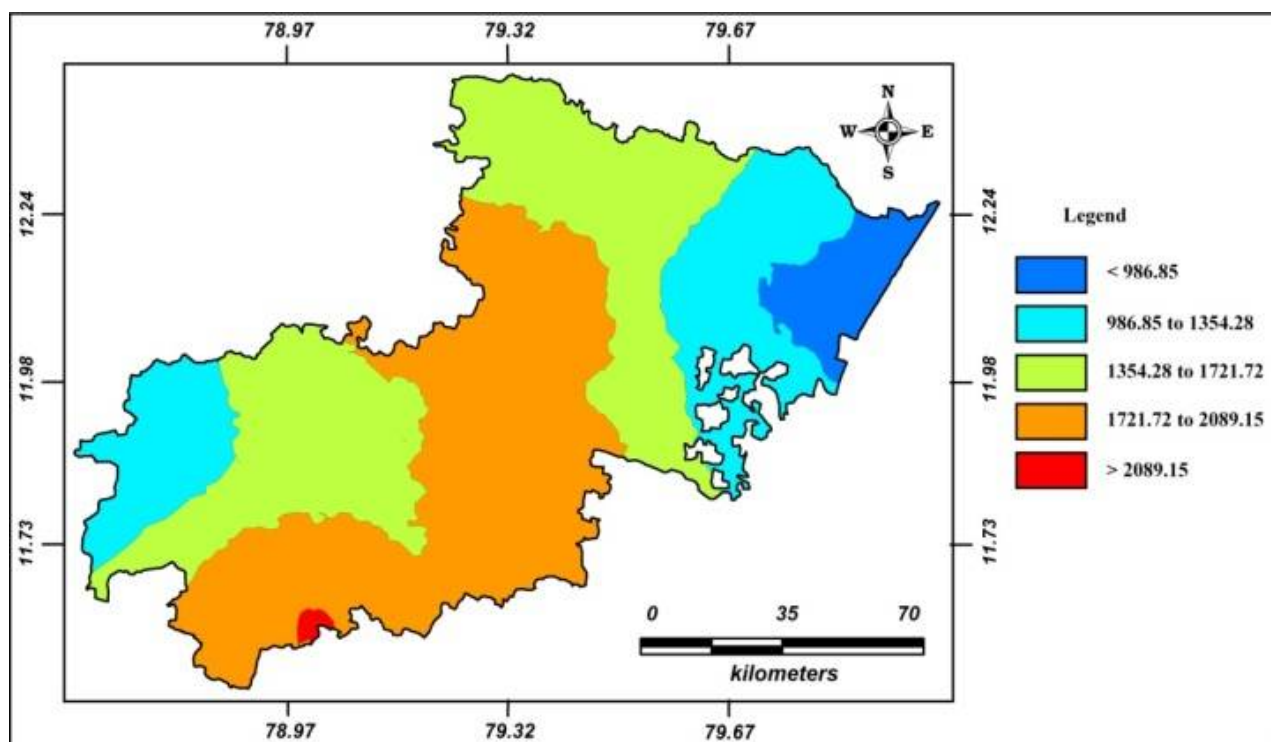 78.97 79.32 79.67
N
W E
S
12.24 12.24
Legend
< 986.85
986.85 to 1354.28
11.98 11.98
1354.28 to 1721.72
1721.72 to 2089.15
> 2089.15
11.73 11.73
0 35 70
kilometers
78.97 79.32 79.67